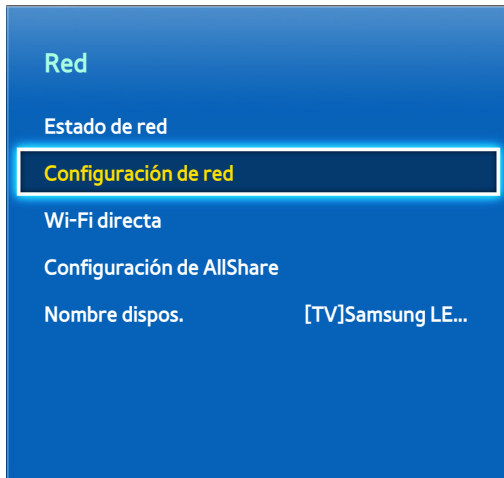 Red
Estado de red
Configuración de red
Wi-Fi directa
Configuración de AllShare
Nombre dispos. [TV]Samsung LE...